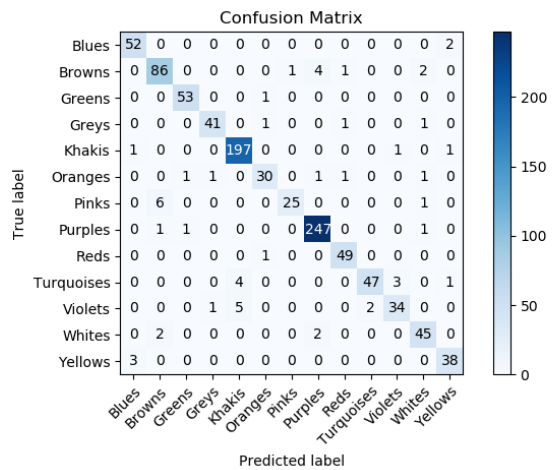 Confusion Matrix
Blues 52 0 0 0 0 0 0 0 0 0 0 0 2
Browns 0 86 0 0 0 0 1 4 1 0 0 2 0
Greens 0 0 53 0 0 1 0 0 0 0 0 0 0
Greys 0 0 0 41 0 1 0 0 1 0 0 1 0
Khakis 1 0 0 0 197 0 0 0 0 0 1 0 1
Oranges 0 0 1 1 0 30 0 1 1 0 0 1 0
Pinks 0 6 0 0 0 0 25 0 0 0 0 1 0
Purples 0 1 1 0 0 0 0 247 0 0 0 1 0
Reds 0 0 0 0 0 1 0 0 49 0 0 0 0
Turquoises 0 0 0 0 4 0 0 0 0 47 3 0 1
Violets 0 0 0 1 5 0 0 0 0 2 34 0 0
Whites 0 2 0 0 0 0 0 2 0 0 0 45 0
Yellows 3 0 0 0 0 0 0 0 0 0 0 0 38
True label
Blues Browns Greens Greys Khakis Oranges Pinks Purples Reds Turquoises Violets Whites Yellows
Predicted label
200
150
100
50
0